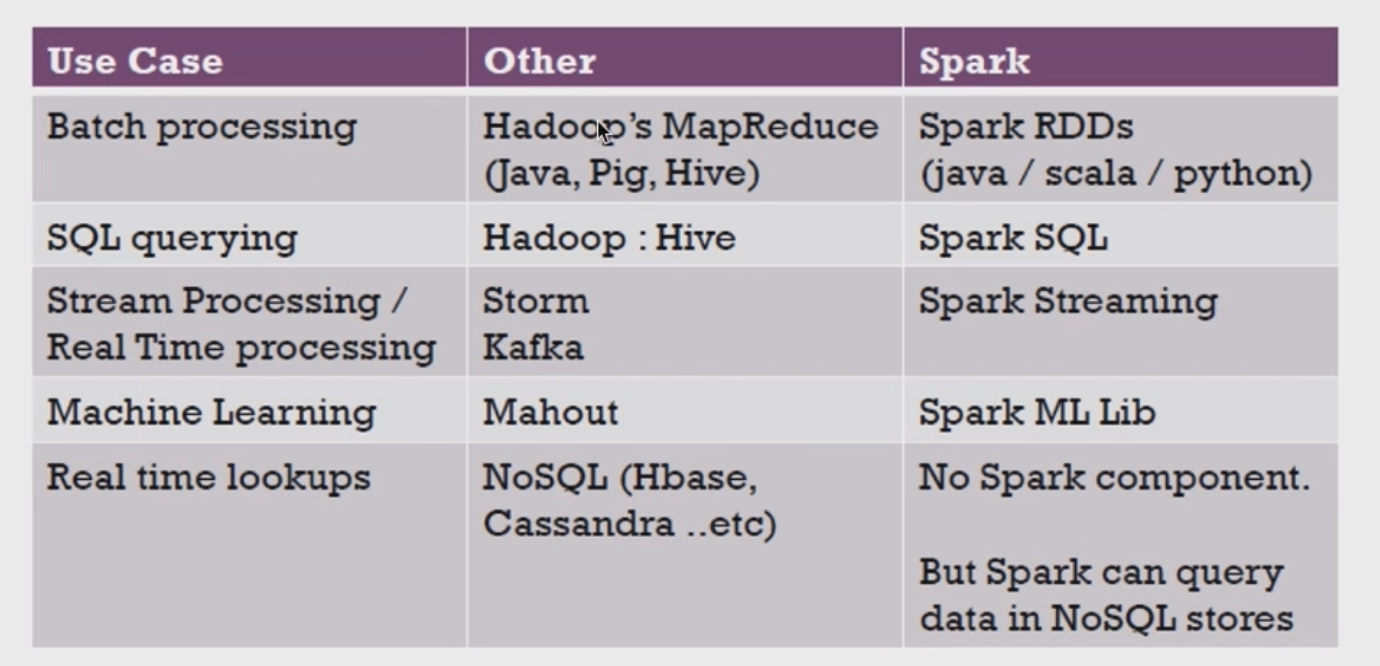 Use Case
Other
Spark
Batch processing
Hadoop’s MapReduce
(Java, Pig, Hive)
Spark RDDs
(java / scala / python)
SQL querying
Hadoop : Hive
Spark SQL
Stream Processing /
Real Time processing
Storm
Kafka
Spark Streaming
Machine Learning
Mahout
Spark ML Lib
Real time lookups
NoSQL (Hbase,
Cassandra ..etc)
No Spark component.
But Spark can query
data in NoSQL stores